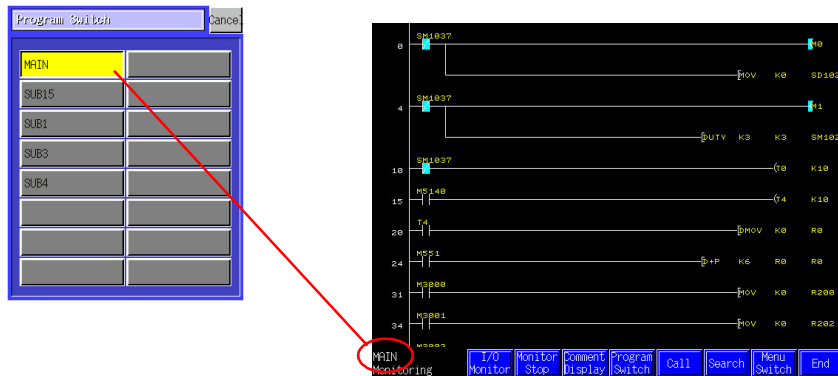 Program Switch Cancel
MAIN
SUB15
SUB1
SUB3
SUB4
SM1037
0 M0
MOV K0 SD102
SM1037
4 M1
DUTY K3 K3 SM102
SM1037
10 T0 K10
M5140
15 T4 K10
T4
20 DMOV K0 R0
M551
24 D+P K6 R0 R0
M3000
31 MOV K0 R200
M3001
34 MOV K0 R202
MAIN
Monitoring
I/O Monitor
Monitor Stop
Comment Display
Program Switch
Call
Search
Menu Switch
End